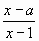 x − a
x − 1